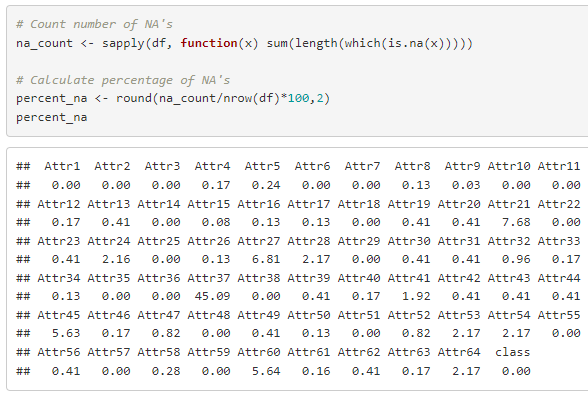 # Count number of NA's
na_count <- sapply(df, function(x) sum(length(which(is.na(x)))))
# Calculate percentage of NA's
percent_na <- round(na_count/nrow(df)*100,2)
percent_na
## Attr1 Attr2 Attr3 Attr4 Attr5 Attr6 Attr7 Attr8 Attr9 Attr10 Attr11
## 0.00 0.00 0.00 0.17 0.24 0.00 0.00 0.13 0.03 0.00 0.00
## Attr12 Attr13 Attr14 Attr15 Attr16 Attr17 Attr18 Attr19 Attr20 Attr21 Attr22
## 0.17 0.41 0.00 0.08 0.13 0.13 0.00 0.41 0.41 7.68 0.00
## Attr23 Attr24 Attr25 Attr26 Attr27 Attr28 Attr29 Attr30 Attr31 Attr32 Attr33
## 0.41 2.16 0.00 0.13 6.81 2.17 0.00 0.41 0.41 0.96 0.17
## Attr34 Attr35 Attr36 Attr37 Attr38 Attr39 Attr40 Attr41 Attr42 Attr43 Attr44
## 0.13 0.00 0.00 45.09 0.00 0.41 0.17 1.92 0.41 0.41 0.41
## Attr45 Attr46 Attr47 Attr48 Attr49 Attr50 Attr51 Attr52 Attr53 Attr54 Attr55
## 5.63 0.17 0.82 0.00 0.41 0.13 0.00 0.82 2.17 2.17 0.00
## Attr56 Attr57 Attr58 Attr59 Attr60 Attr61 Attr62 Attr63 Attr64 class
## 0.41 0.00 0.28 0.00 5.64 0.16 0.41 0.17 2.17 0.00